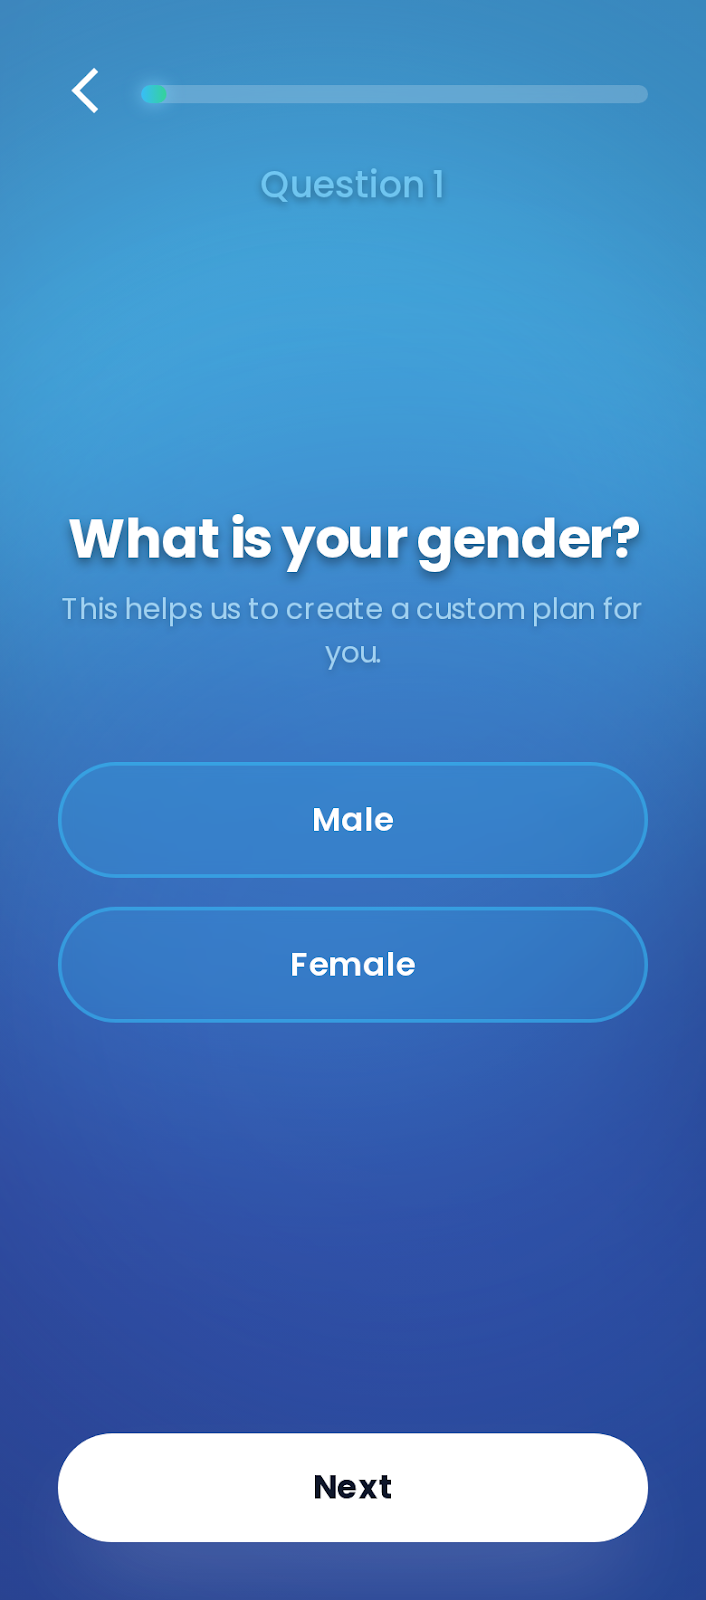 Question 1
What is your gender?
This helps us to create a custom plan for
you.
Male
Female
Next